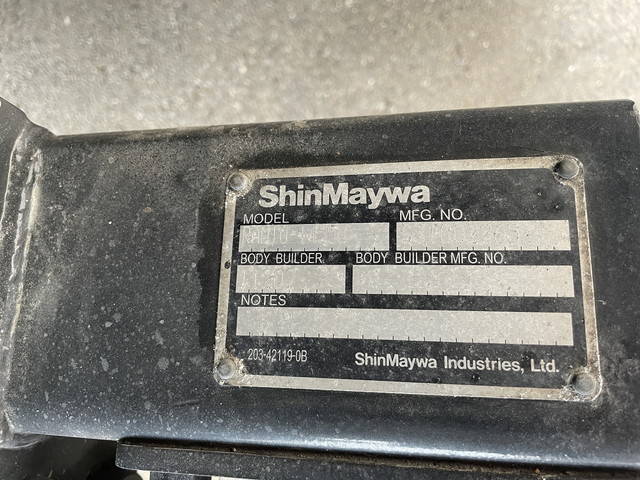 ShinMaywa
MODEL MFG. NO.
BODY BUILDER BODY BUILDER MFG. NO.
NOTES
203-42119-0B ShinMaywa Industries, Ltd.